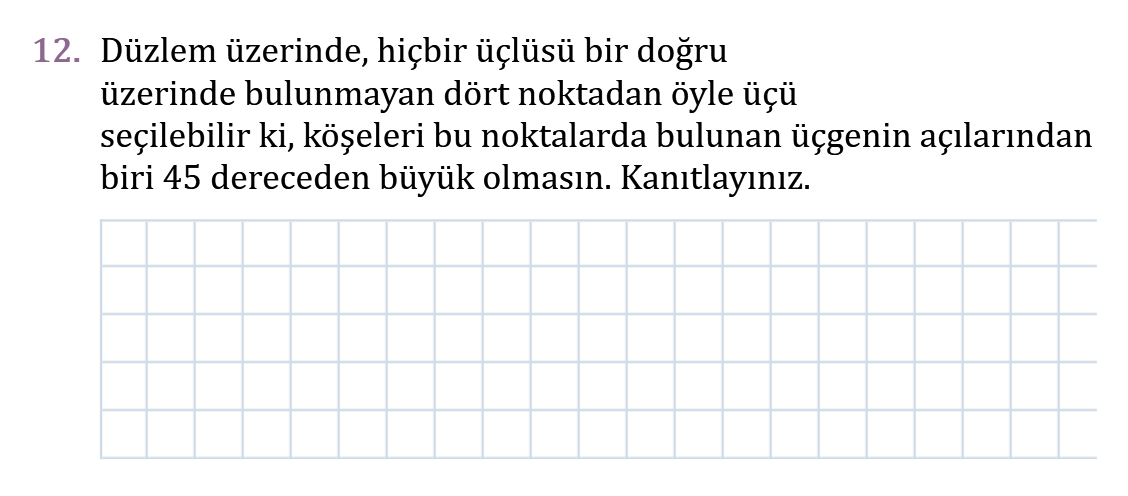 12. Düzlem üzerinde, hiçbir üçlüsü bir doğru
üzerinde bulunmayan dört noktadan öyle üçü
seçilebilir ki, köşeleri bu noktalarda bulunan üçgenin açılarından
biri 45 dereceden büyük olmasın. Kanıtlayınız.